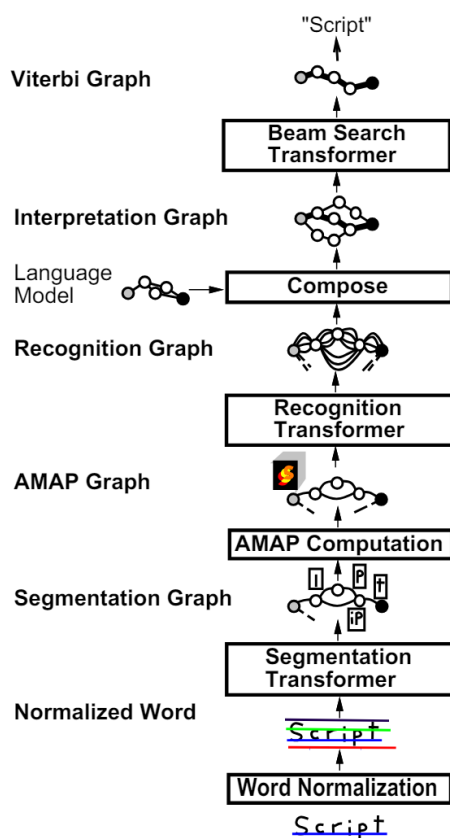 "Script"
Viterbi Graph
Beam Search
Transformer
Interpretation Graph
Language
Model
Compose
Recognition Graph
Recognition
Transformer
AMAP Graph
AMAP Computation
Segmentation Graph
i
p
t
ip
Segmentation
Transformer
Normalized Word
Script
Word Normalization
Script